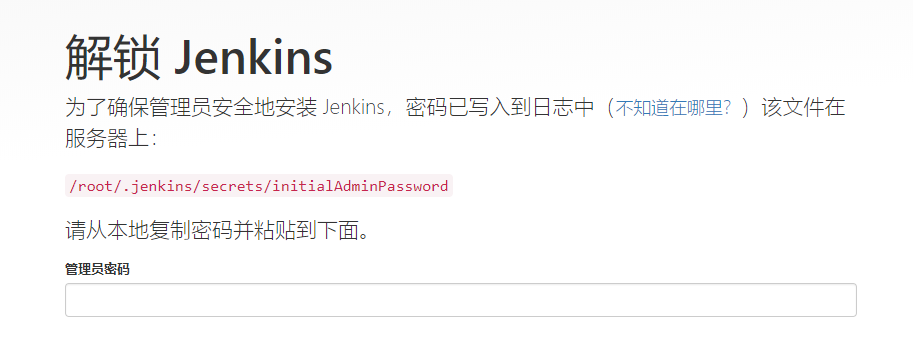 解锁 Jenkins
为了确保管理员安全地安装 Jenkins，密码已写入到日志中（不知道在哪里？）该文件在
服务器上：
/root/.jenkins/secrets/initialAdminPassword
请从本地复制密码并粘贴到下面。
管理员密码